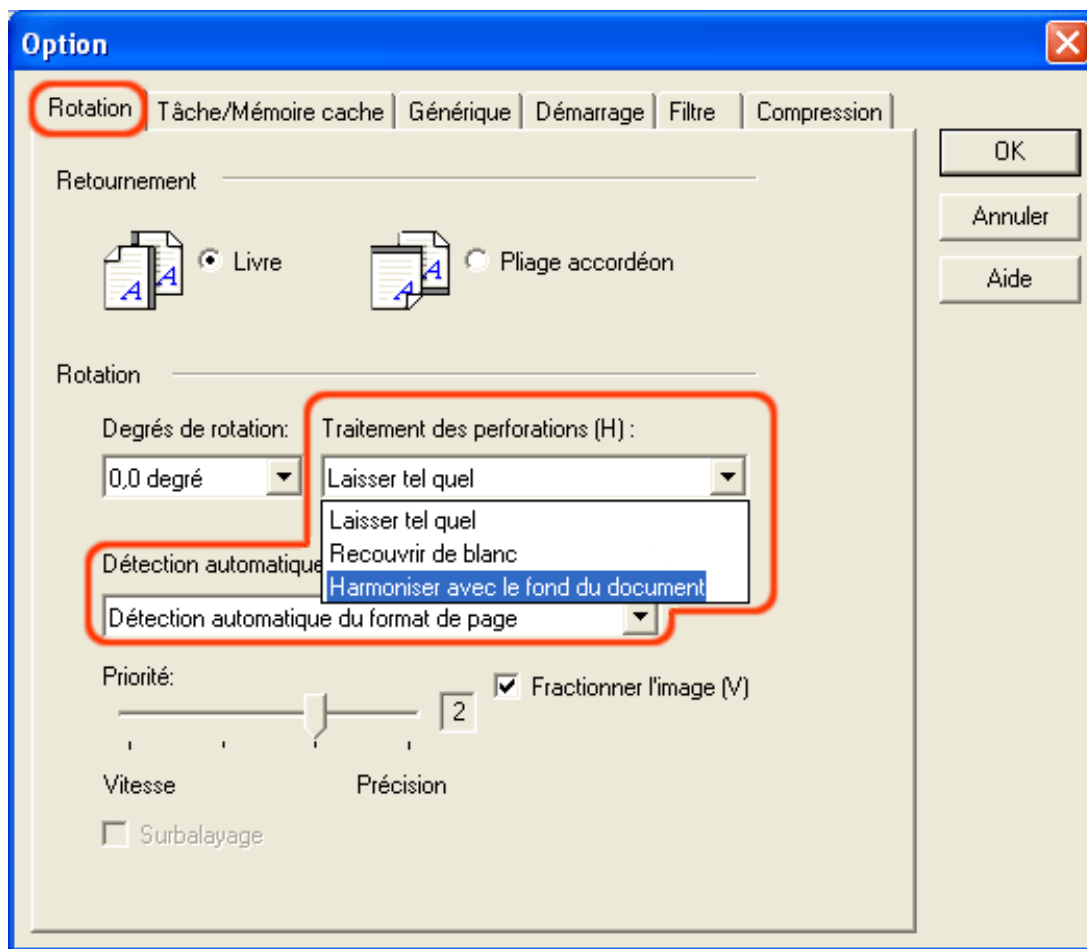 Option
Rotation Tâche/Mémoire cache Générique Démarrage Filtre Compression
OK
Annuler
Aide
Retournement
A A Livre A A Pliage accordéon
Rotation
Degrés de rotation: Traitement des perforations (H) :
0,0 degré Laisser tel quel
Laisser tel quel
Recouvrir de blanc
Harmoniser avec le fond du document
Détection automatique
Détection automatique du format de page
Priorité:
2 Fractionner l'image (V)
Vitesse Précision
Surbalayage